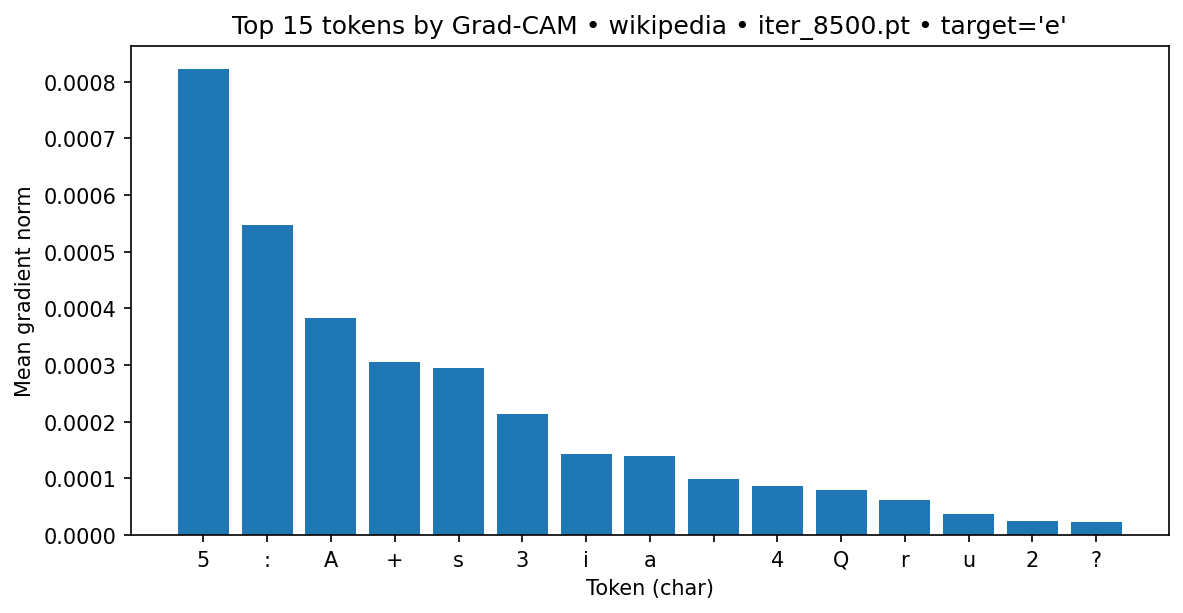 Top 15 tokens by Grad-CAM • wikipedia • iter_8500.pt • target='e'
Mean gradient norm
0.0008
0.0007
0.0006
0.0005
0.0004
0.0003
0.0002
0.0001
0.0000
5 : A + s 3 i a 4 Q r u 2 ?
Token (char)